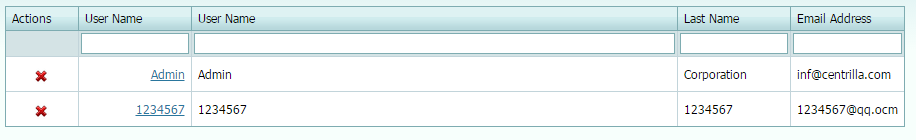 Actions User Name User Name Last Name Email Address
Admin Admin Corporation inf@centrilla.com
1234567 1234567 1234567 1234567@qq.ocm